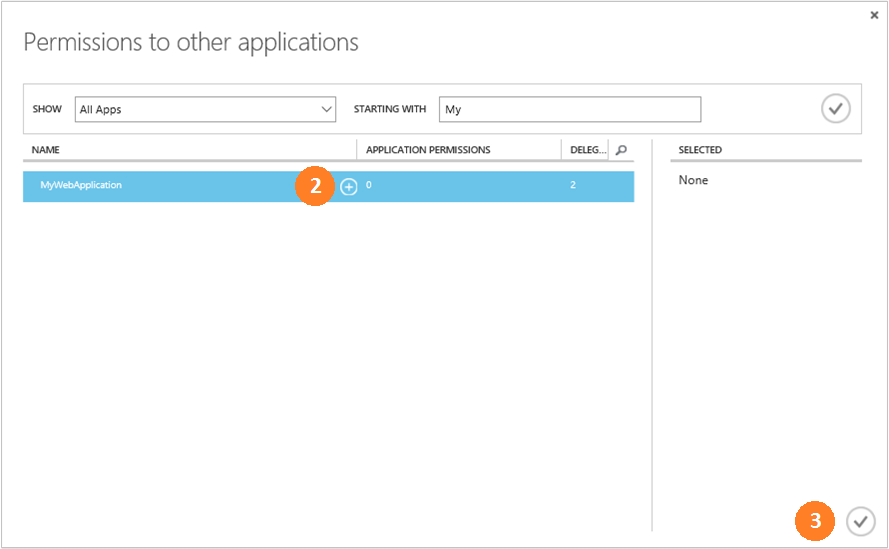 Permissions to other applications
SHOW All Apps STARTING WITH My
NAME APPLICATION PERMISSIONS DELEG... SELECTED
MyWebApplication 2 0 2 None
3